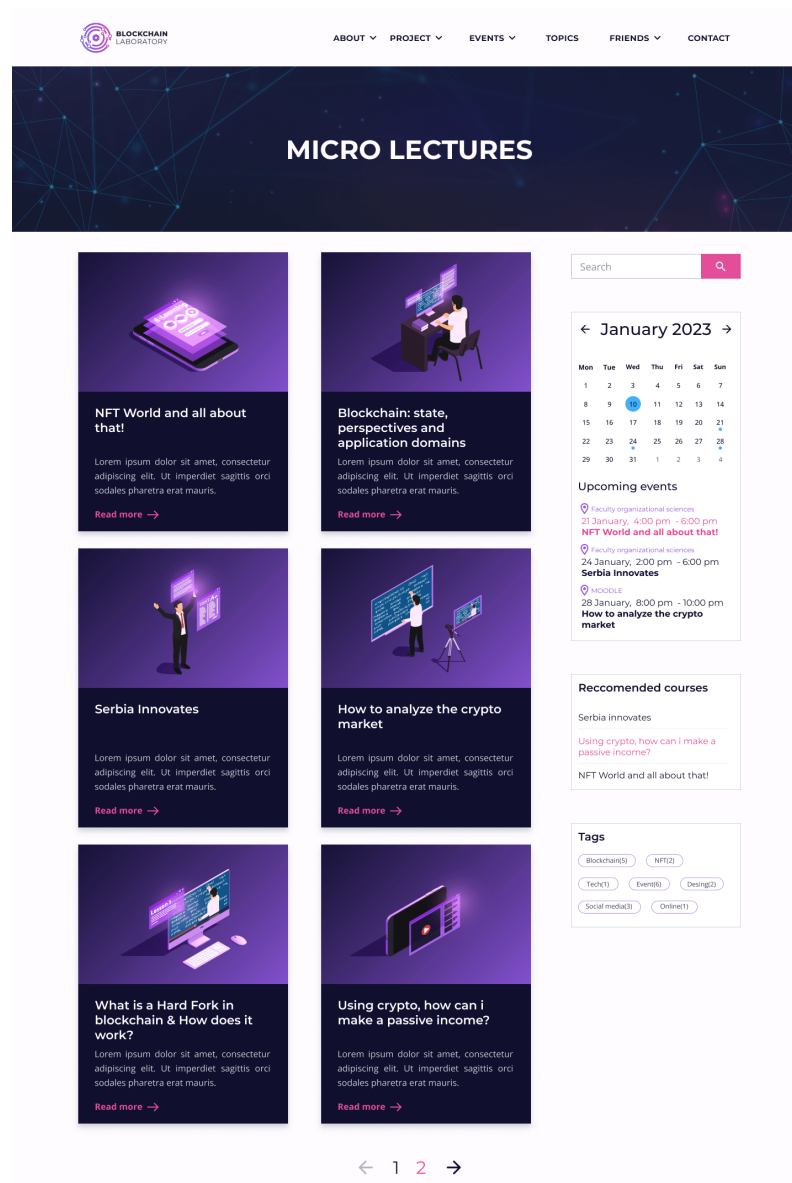 BLOCKCHAIN
LABORATORY
ABOUT PROJECT EVENTS TOPICS FRIENDS CONTACT
MICRO LECTURES
E-Learning
NFT World and all about
that!
Lorem ipsum dolor sit amet, consectetur
adipiscing elit. Ut imperdiet sagittis orci
sodales pharetra erat mauris.
Read more
Blockchain: state,
perspectives and
application domains
Lorem ipsum dolor sit amet, consectetur
adipiscing elit. Ut imperdiet sagittis orci
sodales pharetra erat mauris.
Read more
Serbia Innovates
Lorem ipsum dolor sit amet, consectetur
adipiscing elit. Ut imperdiet sagittis orci
sodales pharetra erat mauris.
Read more
How to analyze the crypto
market
Lorem ipsum dolor sit amet, consectetur
adipiscing elit. Ut imperdiet sagittis orci
sodales pharetra erat mauris.
Read more
What is a Hard Fork in
blockchain & How does it
work?
Lorem ipsum dolor sit amet, consectetur
adipiscing elit. Ut imperdiet sagittis orci
sodales pharetra erat mauris.
Read more
Using crypto, how can i
make a passive income?
Lorem ipsum dolor sit amet, consectetur
adipiscing elit. Ut imperdiet sagittis orci
sodales pharetra erat mauris.
Read more
Search
January 2023
Mon Tue Wed Thu Fri Sat Sun
1 2 3 4 5 6 7
8 9 10 11 12 13 14
15 16 17 18 19 20 21
22 23 24 25 26 27 28
29 30 31 1 2 3 4
Upcoming events
Faculty organizational sciences
21 January, 4:00 pm - 6:00 pm
NFT World and all about that!
Faculty organizational sciences
24 January, 2:00 pm - 6:00 pm
Serbia Innovates
MOODLE
28 January, 8:00 pm - 10:00 pm
How to analyze the crypto
market
Reccomended courses
Serbia innovates
Using crypto, how can i make a
passive income?
NFT World and all about that!
Tags
Blockchain(5) NFT(2)
Tech(1) Event(6) Desing(2)
Social media(3) Online(1)
1 2